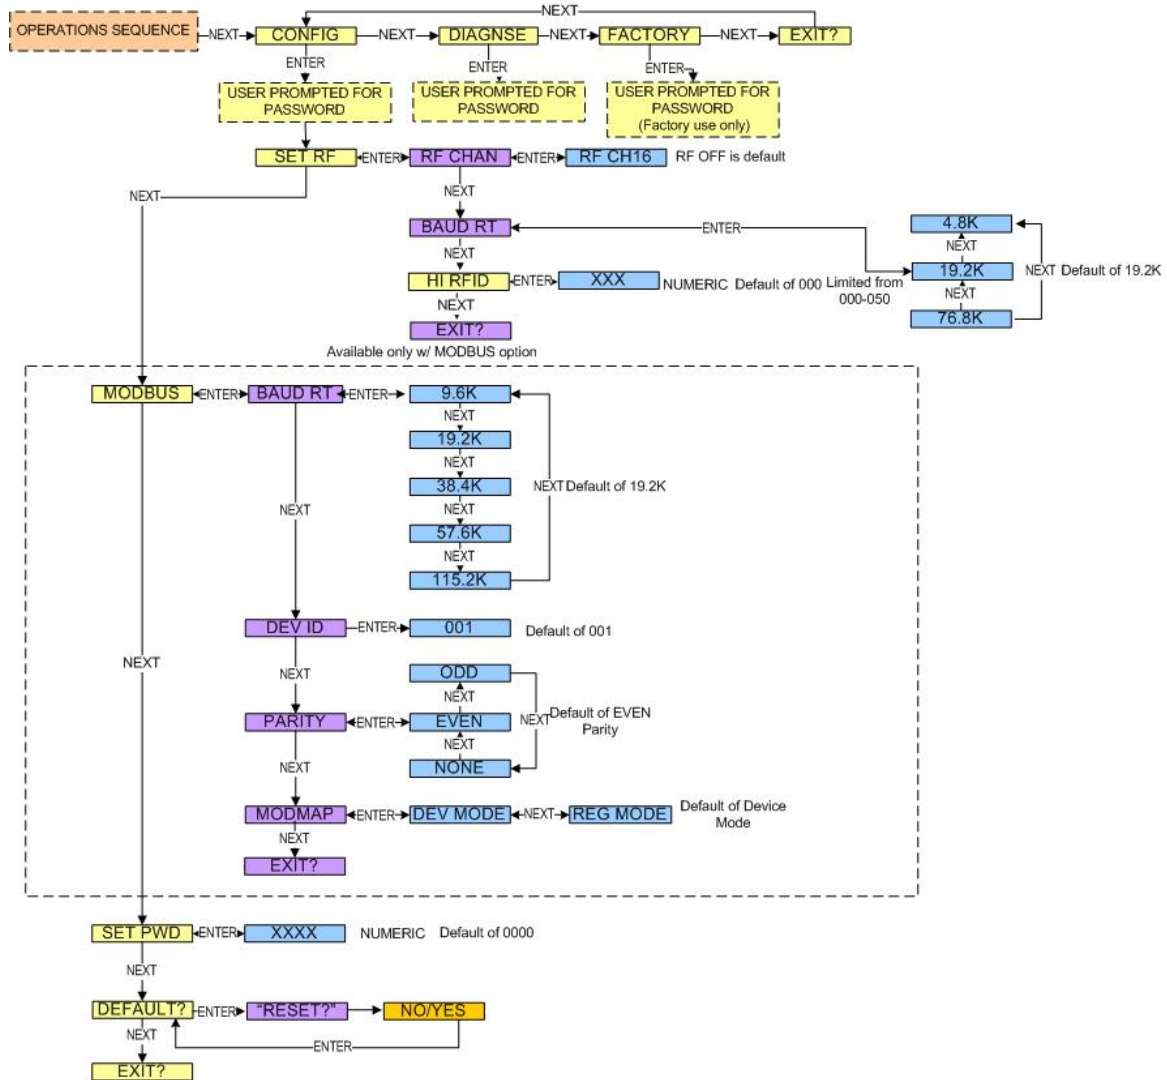 NEXT
OPERATIONS SEQUENCE
NEXT
CONFIG
NEXT
DIAGNSE
NEXT
FACTORY
NEXT
EXIT?
ENTER
ENTER
ENTER
USER PROMPTED FOR
PASSWORD
USER PROMPTED FOR
PASSWORD
USER PROMPTED FOR
PASSWORD
(Factory use only)
SET RF
ENTER
RF CHAN
ENTER
RF CH16
RF OFF is default
NEXT
NEXT
BAUD RT
ENTER
4.8K
NEXT
NEXT
HI RFID
ENTER
XXX
NUMERIC
Default of 000
Limited from
000-050
19.2K
NEXT
Default of 19.2K
NEXT
NEXT
76.8K
EXIT?
Available only w/ MODBUS option
MODBUS
ENTER
BAUD RT
ENTER
9.6K
NEXT
19.2K
NEXT
38.4K
NEXT
Default of 19.2K
NEXT
NEXT
57.6K
NEXT
115.2K
DEV ID
ENTER
001
Default of 001
NEXT
NEXT
ODD
NEXT
PARITY
ENTER
EVEN
NEXT
Default of EVEN
Parity
NEXT
NEXT
NONE
MODMAP
ENTER
DEV MODE
NEXT
REG MODE
Default of Device
Mode
NEXT
EXIT?
SET PWD
ENTER
XXXX
NUMERIC
Default of 0000
NEXT
DEFAULT?
ENTER
"RESET?"
NO/YES
NEXT
ENTER
EXIT?